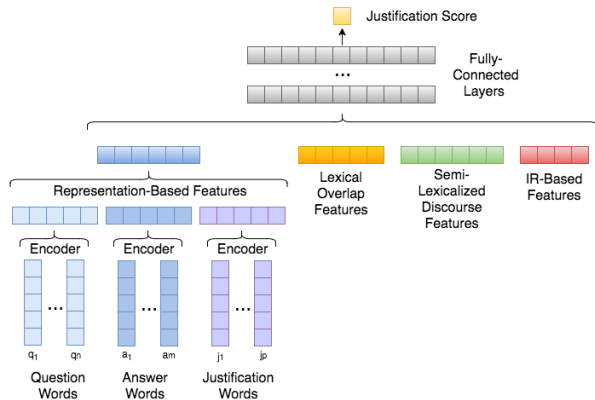 Justification Score
Fully-
Connected
Layers
...
Representation-Based Features
Lexical
Overlap
Features
Semi-
Lexicalized
Discourse
Features
IR-Based
Features
Encoder
Encoder
Encoder
...
...
...
q1 qn
a1 am
j1 jp
Question
Words
Answer
Words
Justification
Words